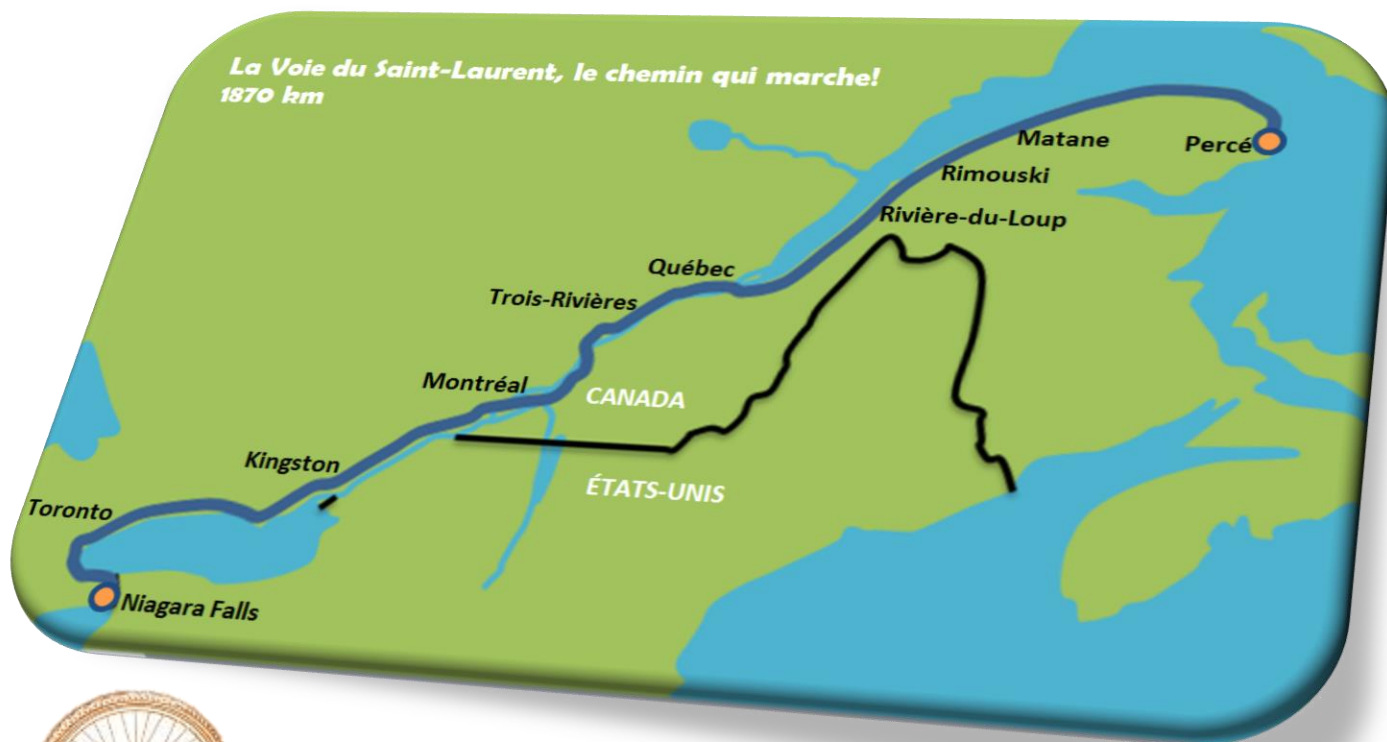 La Voie du Saint-Laurent, le chemin qui marche!
1870 km
Matane
Percé
Rimouski
Rivière-du-Loup
Québec
Trois-Rivières
Montréal
CANADA
Kingston
ÉTATS-UNIS
Toronto
Niagara Falls